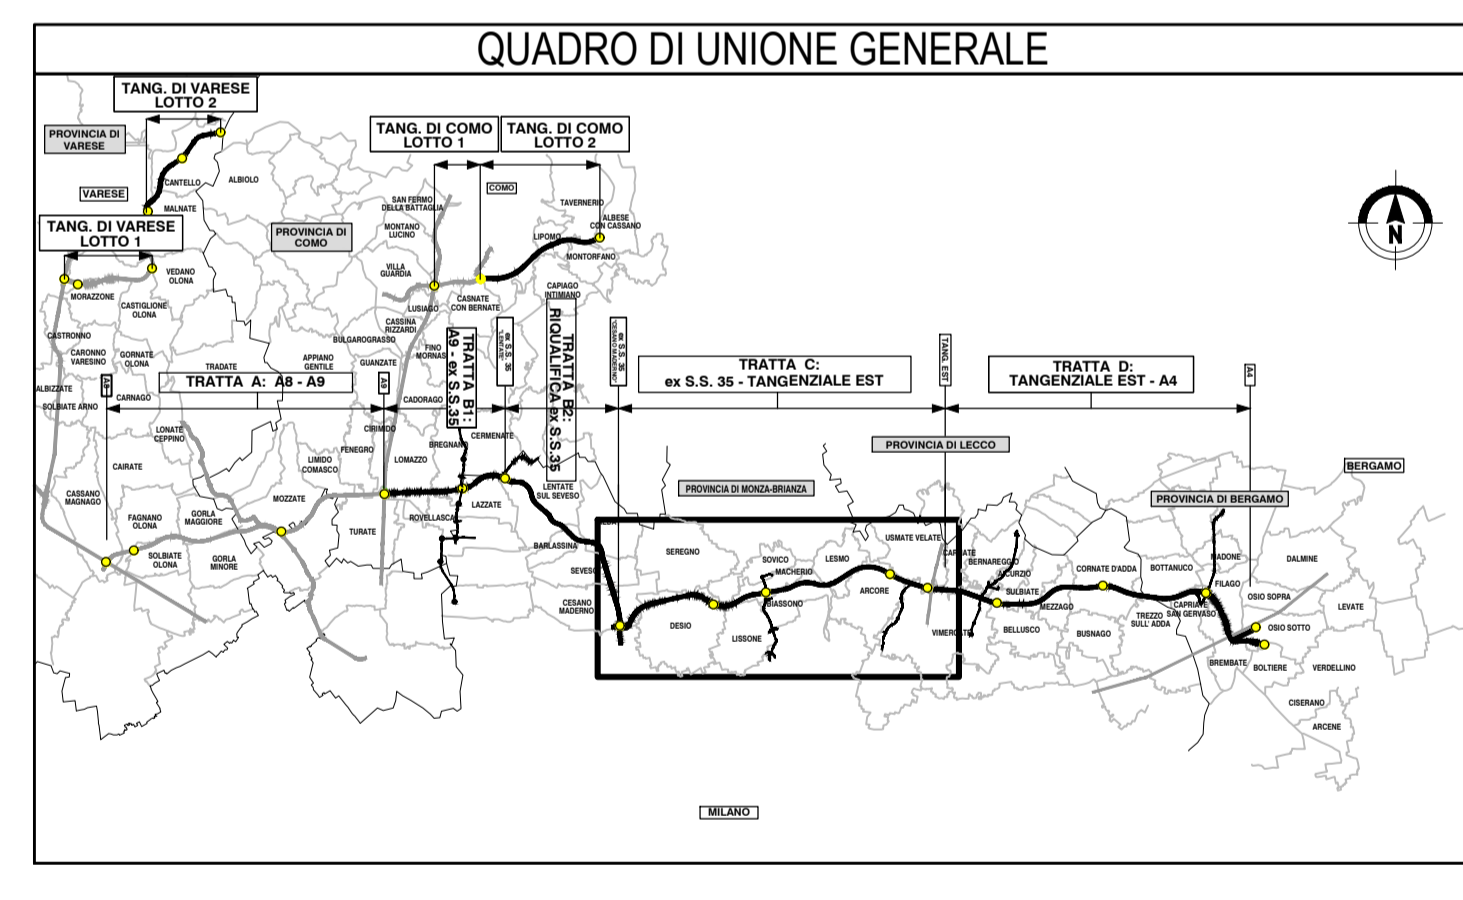 QUADRO DI UNIONE GENERALE
TANG. DI VARESE
LOTTO 2
PROVINCIA DI
VARESE
VARESE
CANTELLO
ALBIOLO
MALNATE
TANG. DI VARESE
LOTTO 1
PROVINCIA DI
COMO
TANG. DI COMO
LOTTO 1
TANG. DI COMO
LOTTO 2
COMO
SAN FERMO
DELLA BATTAGLIA
MONTANO
LUCINO
TAVERNERIO
ALBESE
CON CASSANO
LIPOMO
MONTORFANO
VILLA
GUARDIA
CAPIAGO
INTIMIANO
CASNATE
CON BERNATE
LUSIAGO
CASSINA
RIZZARDI
BULGAROGRASSO
FINO
MORNAS
GUANZATE
CADORAGO
VEDANO
OLONA
MORAZZONE
CASTIGLIONE
OLONA
CASTRONNO
CARONNO
VARESINO
GORNATE
OLONA
TRADATE
APPIANO
GENTILE
ALBIZZATE
CARNAGO
SOLBIATE ARNO
A8
TRATTA A: A8 - A9
A9
TRATTA B1:
A9 - ex S.S.35
ex S.S. 35
"LENTATE"
TRATTA B2:
RIQUALIFICA ex S.S.35
ex S.S. 35
"CESANO MADERNO"
TRATTA C:
ex S.S. 35 - TANGENZIALE EST
TANG. EST
TRATTA D:
TANGENZIALE EST - A4
A4
N
LONATE
CEPPINO
CIRIMIDO
FENEGRO
BREGNANO
CERMENATE
LIMIDO
COMASCO
LOMAZZO
CAIRATE
CASSANO
MAGNAGO
MOZZATE
LAZZATE
LENTATE
SUL SEVESO
FAGNANO
OLONA
GORLA
MAGGIORE
ROVELLASCA
TURATE
SOLBIATE
OLONA
GORLA
MINORE
BARLASSINA
SEVESO
CESANO
MADERNO
PROVINCIA DI LECCO
PROVINCIA DI MONZA-BRIANZA
BERGAMO
PROVINCIA DI BERGAMO
SEREGNO
SOVICO
MACHERIO
LESMO
USMATE VELATE
BIASSONO
ARCORE
DESIO
LISSONE
BERNAREGGIO
AICURZIO
SULBIATE
MEZZAGO
CORNATE D'ADDA
BOTTANUCO
MADONE
FILAGO
DALMINE
OSIO SOPRA
LEVATE
VIMERCATE
BELLUSCO
BUSNAGO
TREZZO
SULL' ADDA
CAPRIATE
SAN GERVASO
OSIO SOTTO
BREMBATE
BOLTIERE
VERDELLINO
CISERANO
ARCENE
MILANO